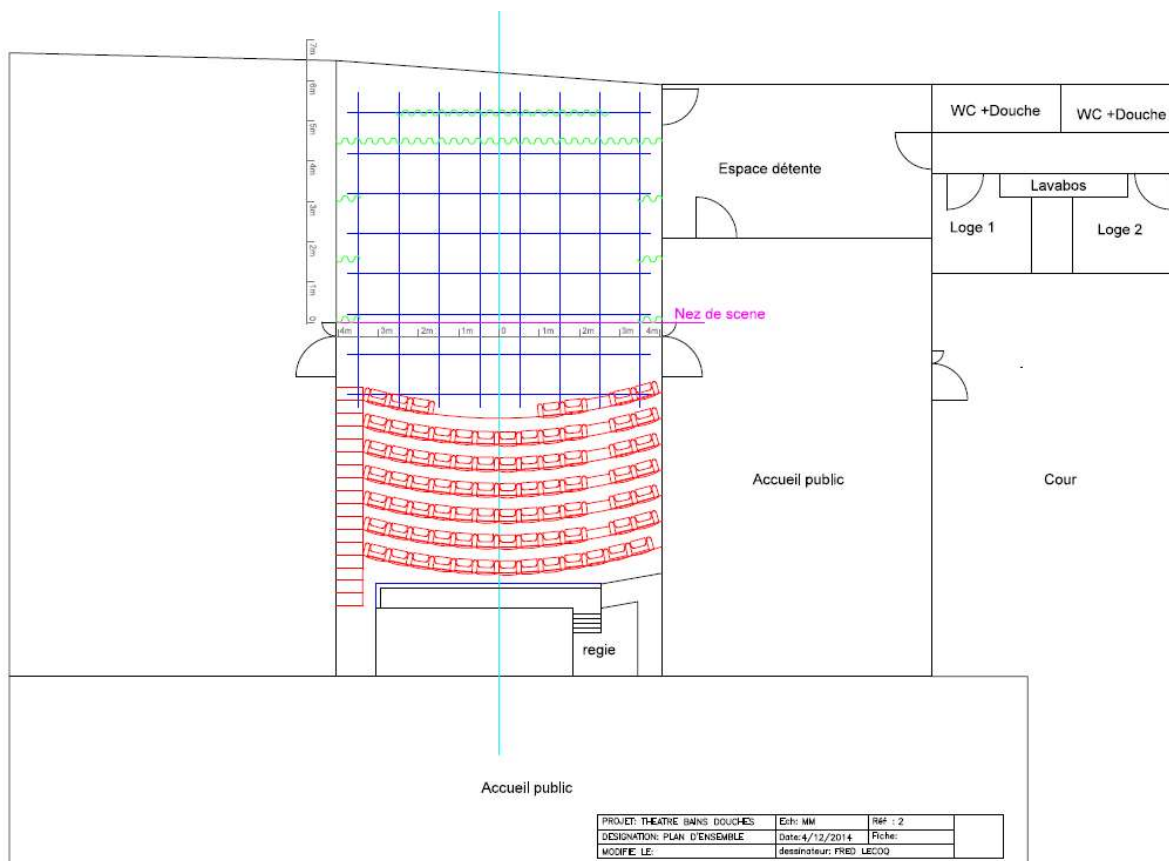 7m
6m
5m
4m
3m
2m
1m
0
WC +Douche
WC +Douche
Espace détente
Lavabos
Loge 1
Loge 2
Nez de scene
4m 3m 2m 1m 0 1m 2m 3m 4m
Accueil public
Cour
regie
Accueil public
PROJET: THEATRE BAINS DOUCHES Ech: MM Réf : 2
DESIGNATION: PLAN D'ENSEMBLE Date:4/12/2014 Fiche:
MODIFIE LE: dessinateur: FRED LECOQ